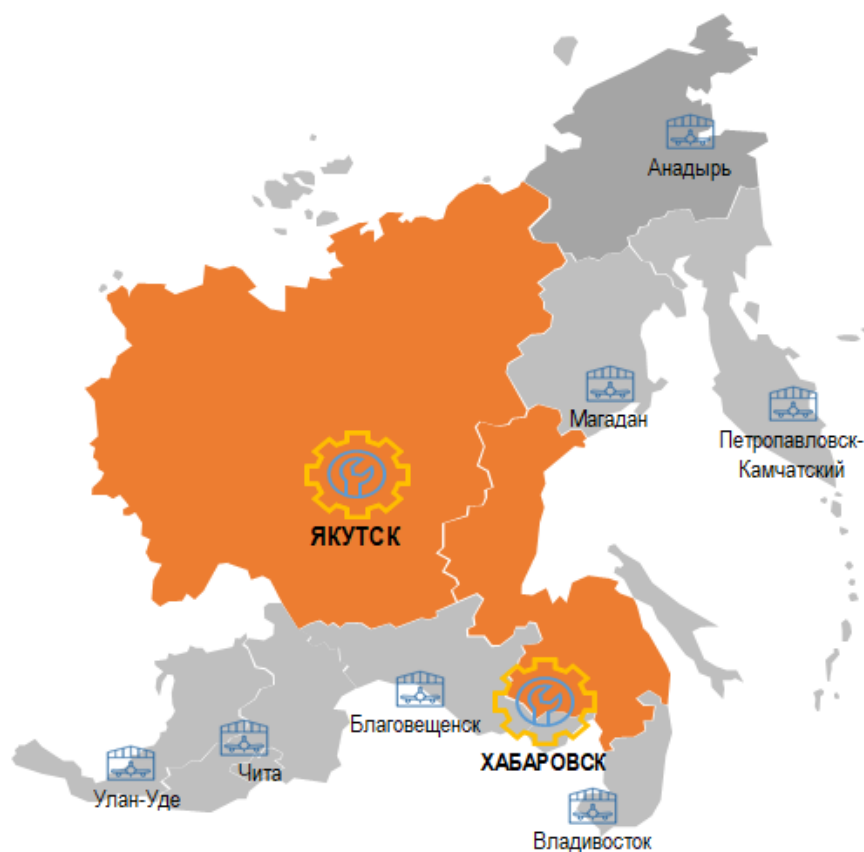 Анадырь
Магадан
Петропавловск-
Камчатский
ЯКУТСК
Благовещенск
Чита
ХАБАРОВСК
Улан-Уде
Владивосток